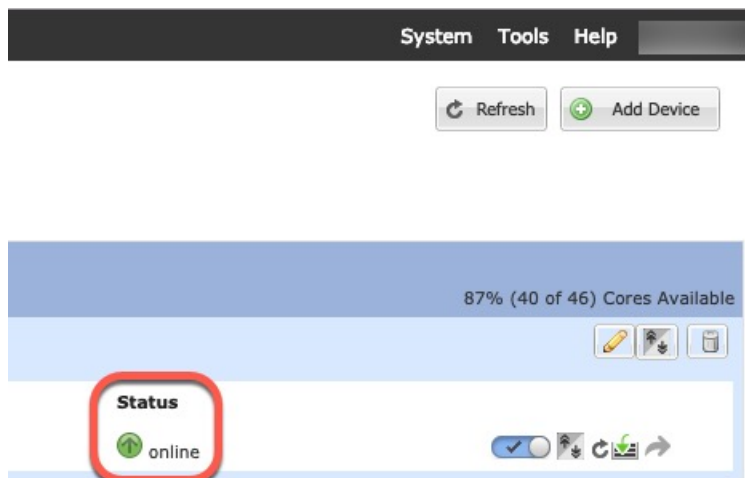 System Tools Help
Refresh Add Device
87% (40 of 46) Cores Available
Status
online